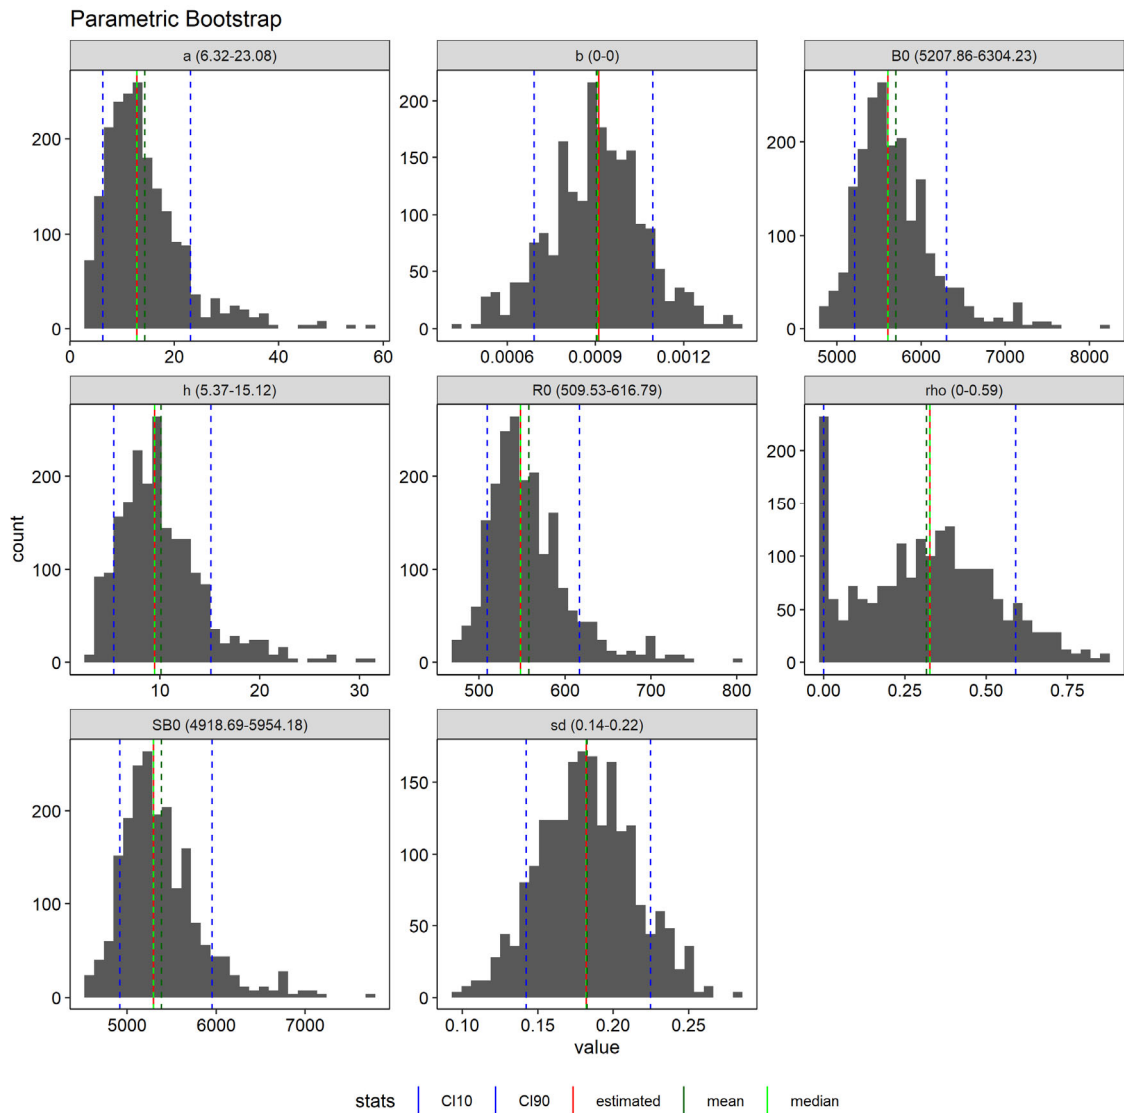 Parametric Bootstrap
a (6.32-23.08)
b (0-0)
B0 (5207.86-6304.23)
200
100
0
0 20 40 60
200
150
100
50
0
0.0006 0.0009 0.0012
200
100
0
5000 6000 7000 8000
h (5.37-15.12)
R0 (509.53-616.79)
rho (0-0.59)
200
100
0
10 20 30
200
100
0
500 600 700 800
200
150
100
50
0
0.00 0.25 0.50 0.75
SB0 (4918.69-5954.18)
sd (0.14-0.22)
200
100
0
5000 6000 7000
150
100
50
0
0.10 0.15 0.20 0.25
count
value
stats CI10 CI90 estimated mean median